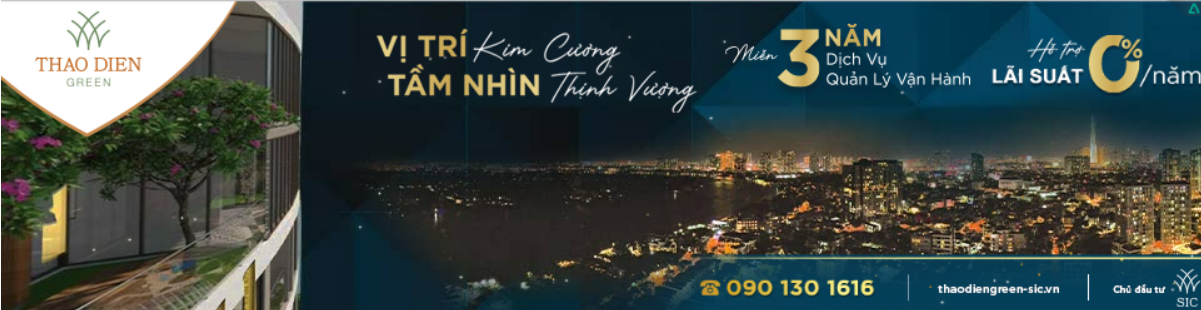 THAO DIEN
GREEN
VỊ TRÍ Kim Cương
TẦM NHÌN Thịnh Vượng
Miễn 3 NĂM
Dịch Vụ
Quản Lý Vận Hành
Hỗ trợ
LÃI SUẤT 0%/năm
☎ 090 130 1616
thaodiengreen-sic.vn
Chủ đầu tư
SIC